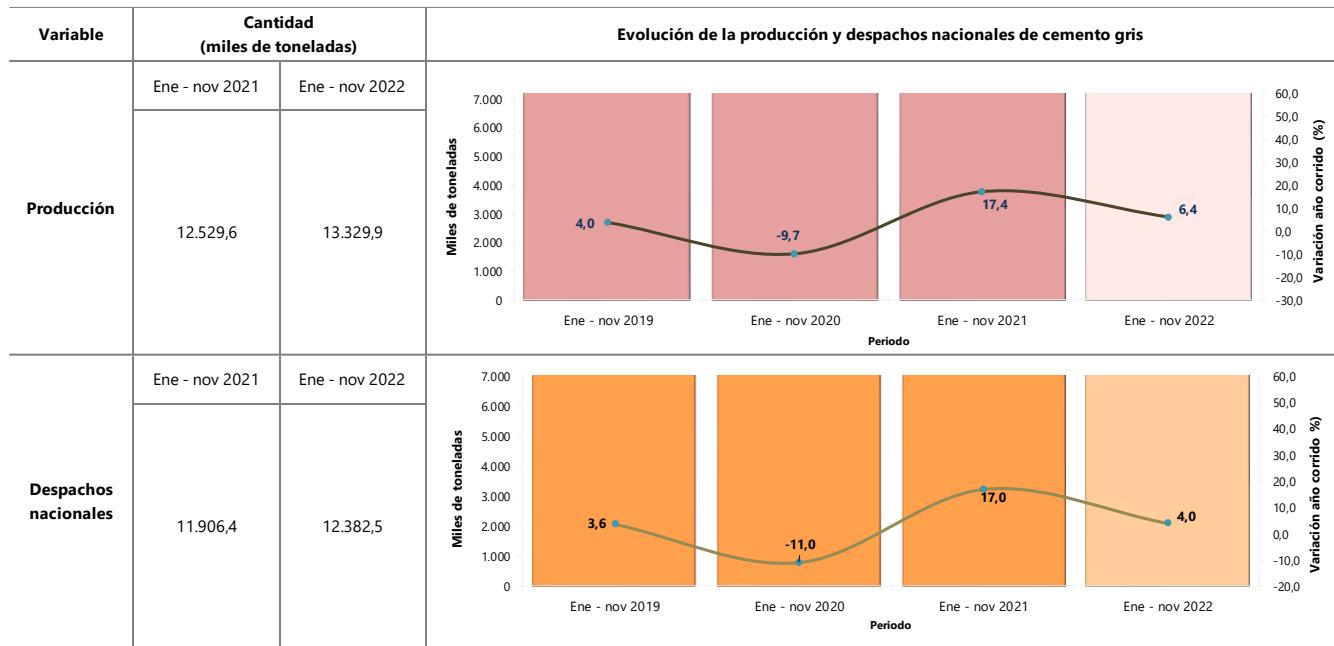 Variable
Cantidad
(miles de toneladas)
Evolución de la producción y despachos nacionales de cemento gris
Producción
Ene - nov 2021
Ene - nov 2022
12.529,6
13.329,9
Miles de toneladas
7.000
6.000
5.000
4.000
3.000
2.000
1.000
0
4,0
-9,7
17,4
6,4
60,0
50,0
40,0
30,0
20,0
10,0
0,0
-10,0
-20,0
-30,0
Variación año corrido (%)
Ene - nov 2019
Ene - nov 2020
Ene - nov 2021
Ene - nov 2022
Periodo
Despachos
nacionales
Ene - nov 2021
Ene - nov 2022
11.906,4
12.382,5
Miles de toneladas
7.000
6.000
5.000
4.000
3.000
2.000
1.000
0
3,6
-11,0
17,0
4,0
60,0
50,0
40,0
30,0
20,0
10,0
0,0
-10,0
-20,0
Variación año corrido %)
Ene - nov 2019
Ene - nov 2020
Ene - nov 2021
Ene - nov 2022
Periodo